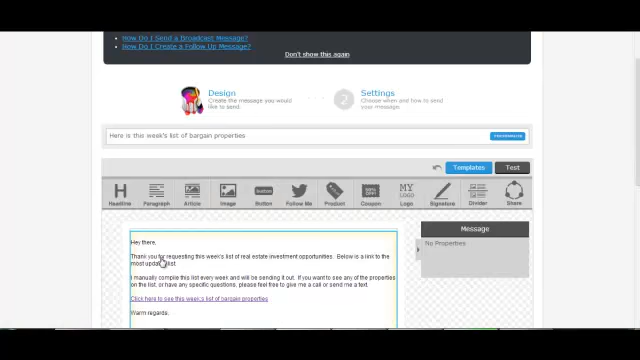 How Do I Send a Broadcast Message?
How Do I Create a Follow Up Message?
Don't show this again
Design
Create the message you would
like to send.
2
Settings
Choose when and how to send
your message.
Here is this week's list of bargain properties
Templates
Test
Headline
Paragraph
Article
Image
Button
Follow Me
Product
Coupon
MY
LOGO
Logo
Signature
Divider
Share
Message
No Properties
Hey there,
Thank you for requesting this week's list of real estate investment opportunities. Below is a link to the
most updated list:
I manually compile this list every week and will be sending it out. If you want to see any of the properties
on the list, or have any specific questions, please feel free to give me a call or send me a text.
Click here to see this week's list of bargain properties
Warm regards,